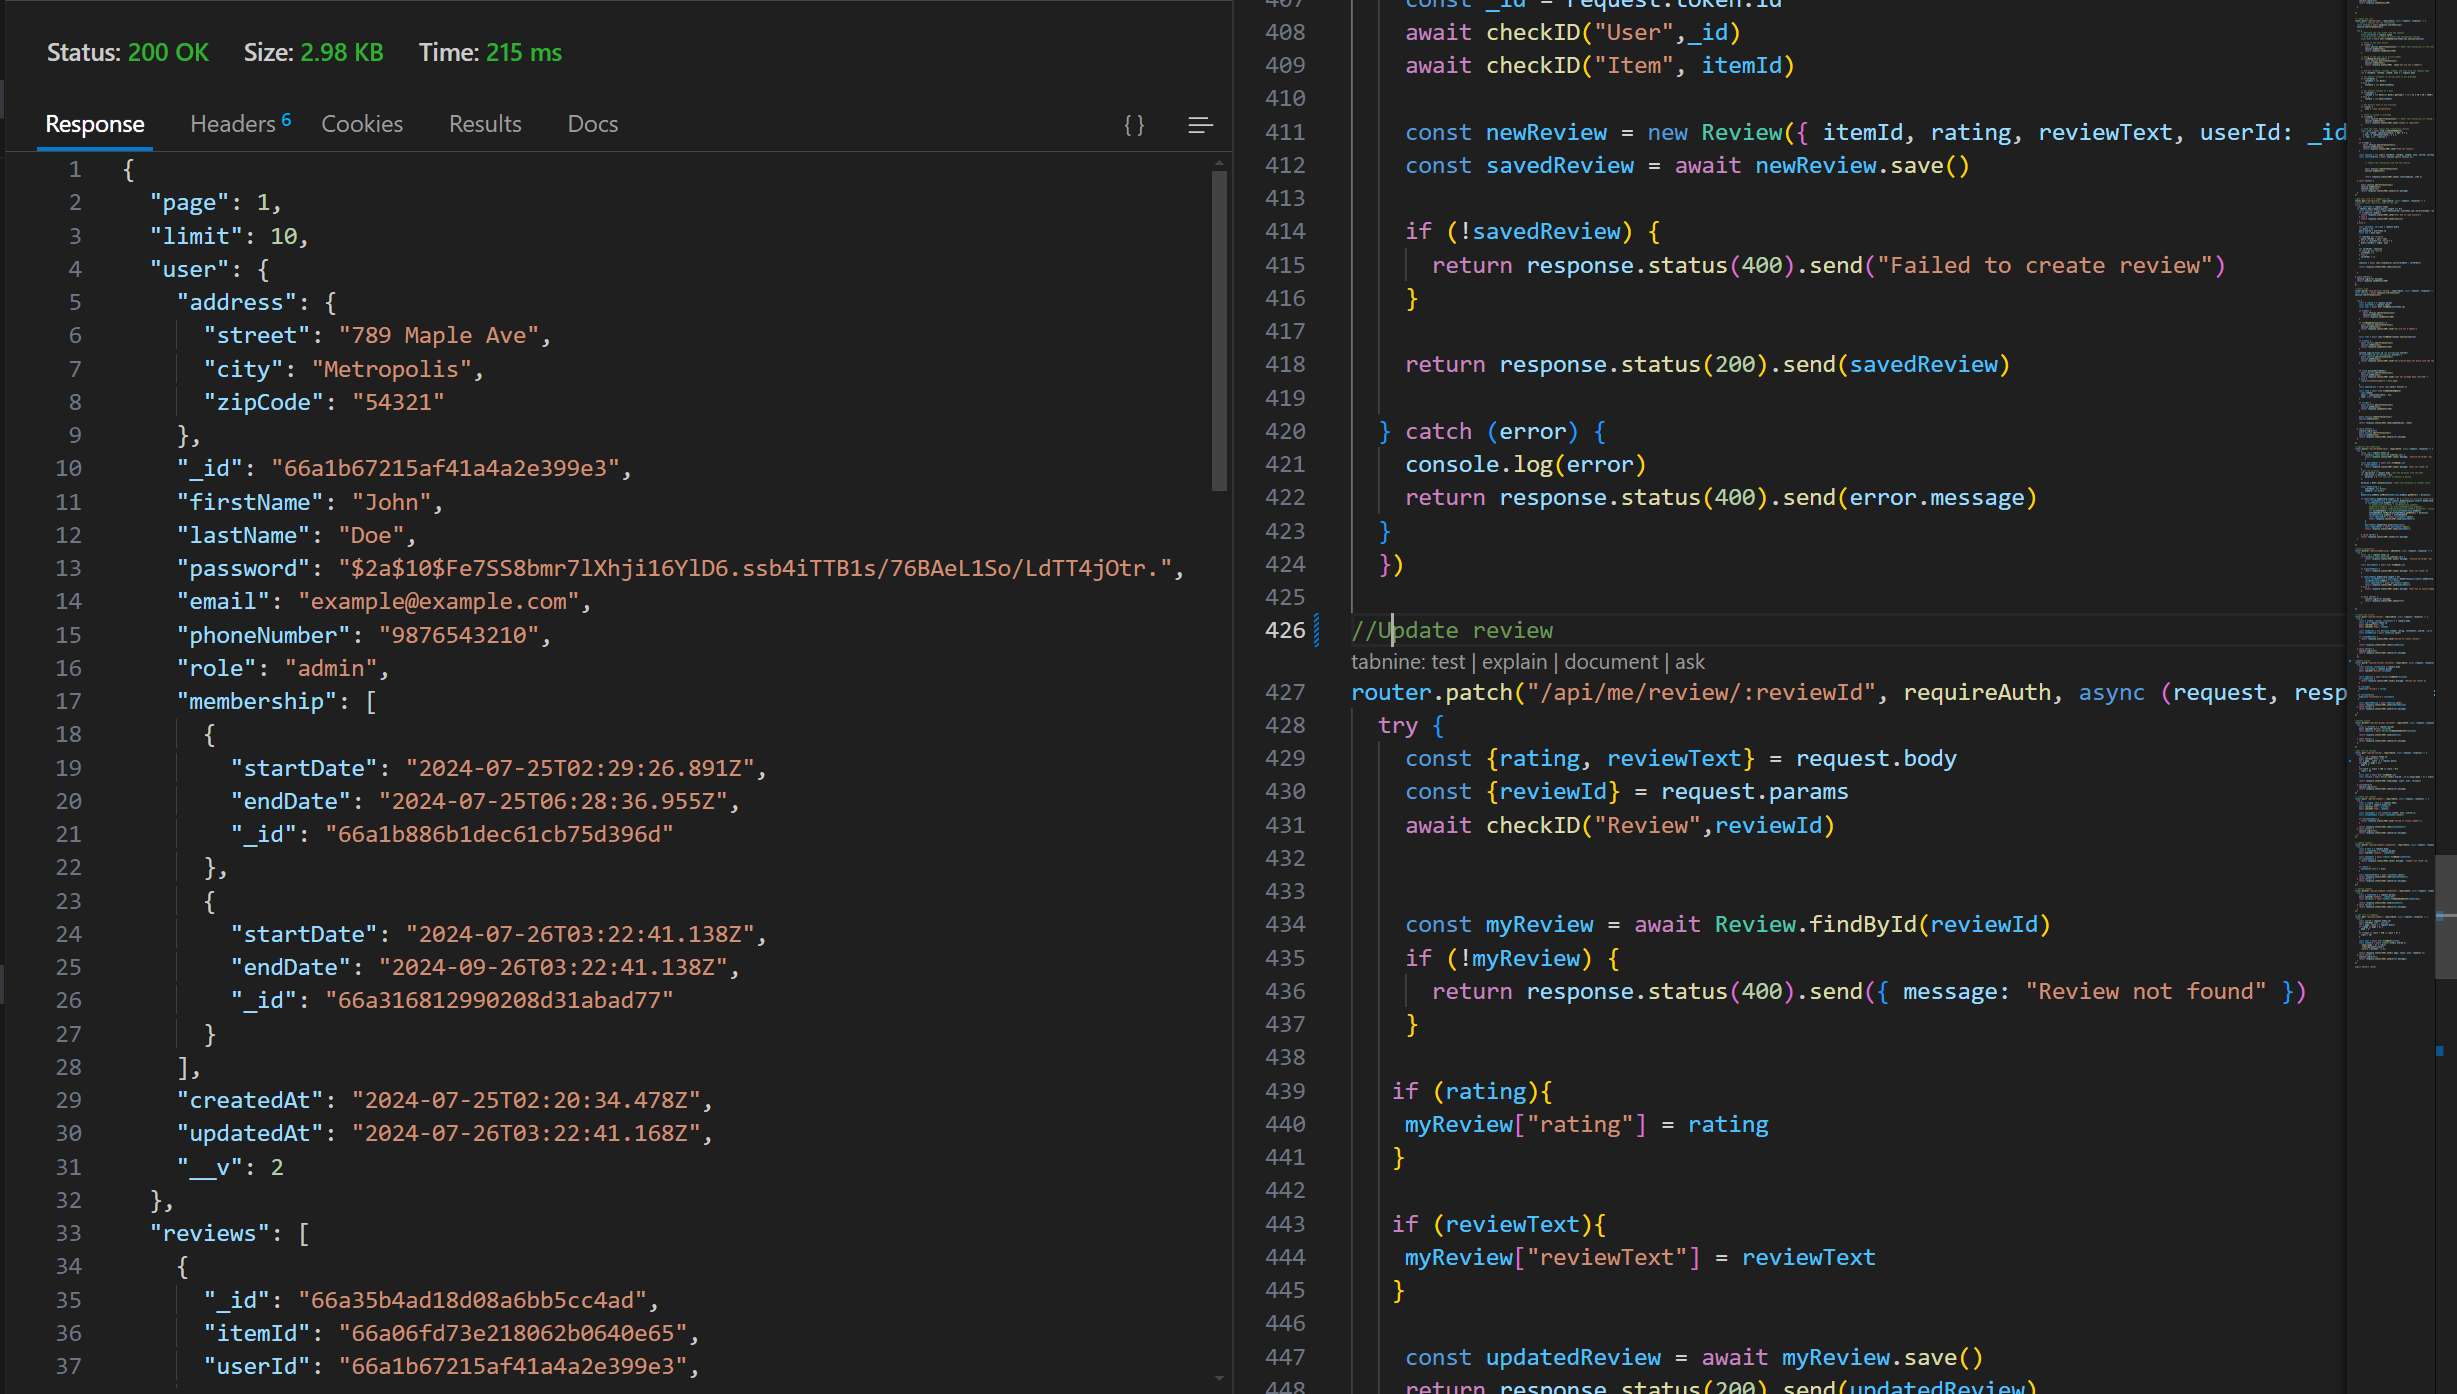 Status: 200 OK Size: 2.98 KB Time: 215 ms
Response Headers 6 Cookies Results Docs {}
1 {
2 "page": 1,
3 "limit": 10,
4 "user": {
5 "address": {
6 "street": "789 Maple Ave",
7 "city": "Metropolis",
8 "zipCode": "54321"
9 },
10 "_id": "66a1b67215af41a4a2e399e3",
11 "firstName": "John",
12 "lastName": "Doe",
13 "password": "$2a$10$Fe7SS8bmr7lXhji16YlD6.ssb4iTTB1s/76BAeL1So/LdTT4jOtr.",
14 "email": "example@example.com",
15 "phoneNumber": "9876543210",
16 "role": "admin",
17 "membership": [
18 {
19 "startDate": "2024-07-25T02:29:26.891Z",
20 "endDate": "2024-07-25T06:28:36.955Z",
21 "_id": "66a1b886b1dec61cb75d396d"
22 },
23 {
24 "startDate": "2024-07-26T03:22:41.138Z",
25 "endDate": "2024-09-26T03:22:41.138Z",
26 "_id": "66a316812990208d31abad77"
27 }
28 ],
29 "createdAt": "2024-07-25T02:20:34.478Z",
30 "updatedAt": "2024-07-26T03:22:41.168Z",
31 "__v": 2
32 },
33 "reviews": [
34 {
35 "_id": "66a35b4ad18d08a6bb5cc4ad",
36 "itemId": "66a06fd73e218062b0640e65",
37 "userId": "66a1b67215af41a4a2e399e3",
407 const _id = request.token.id
408 await checkID("User",_id)
409 await checkID("Item", itemId)
410
411 const newReview = new Review({ itemId, rating, reviewText, userId: _id
412 const savedReview = await newReview.save()
413
414 if (!savedReview) {
415 return response.status(400).send("Failed to create review")
416 }
417
418 return response.status(200).send(savedReview)
419
420 } catch (error) {
421 console.log(error)
422 return response.status(400).send(error.message)
423 }
424 })
425
426 //Update review
tabnine: test | explain | document | ask
427 router.patch("/api/me/review/:reviewId", requireAuth, async (request, resp
428 try {
429 const {rating, reviewText} = request.body
430 const {reviewId} = request.params
431 await checkID("Review",reviewId)
432
433
434 const myReview = await Review.findById(reviewId)
435 if (!myReview) {
436 return response.status(400).send({ message: "Review not found" })
437 }
438
439 if (rating){
440 myReview["rating"] = rating
441 }
442
443 if (reviewText){
444 myReview["reviewText"] = reviewText
445 }
446
447 const updatedReview = await myReview.save()
448 return response.status(200).send(updatedReview)